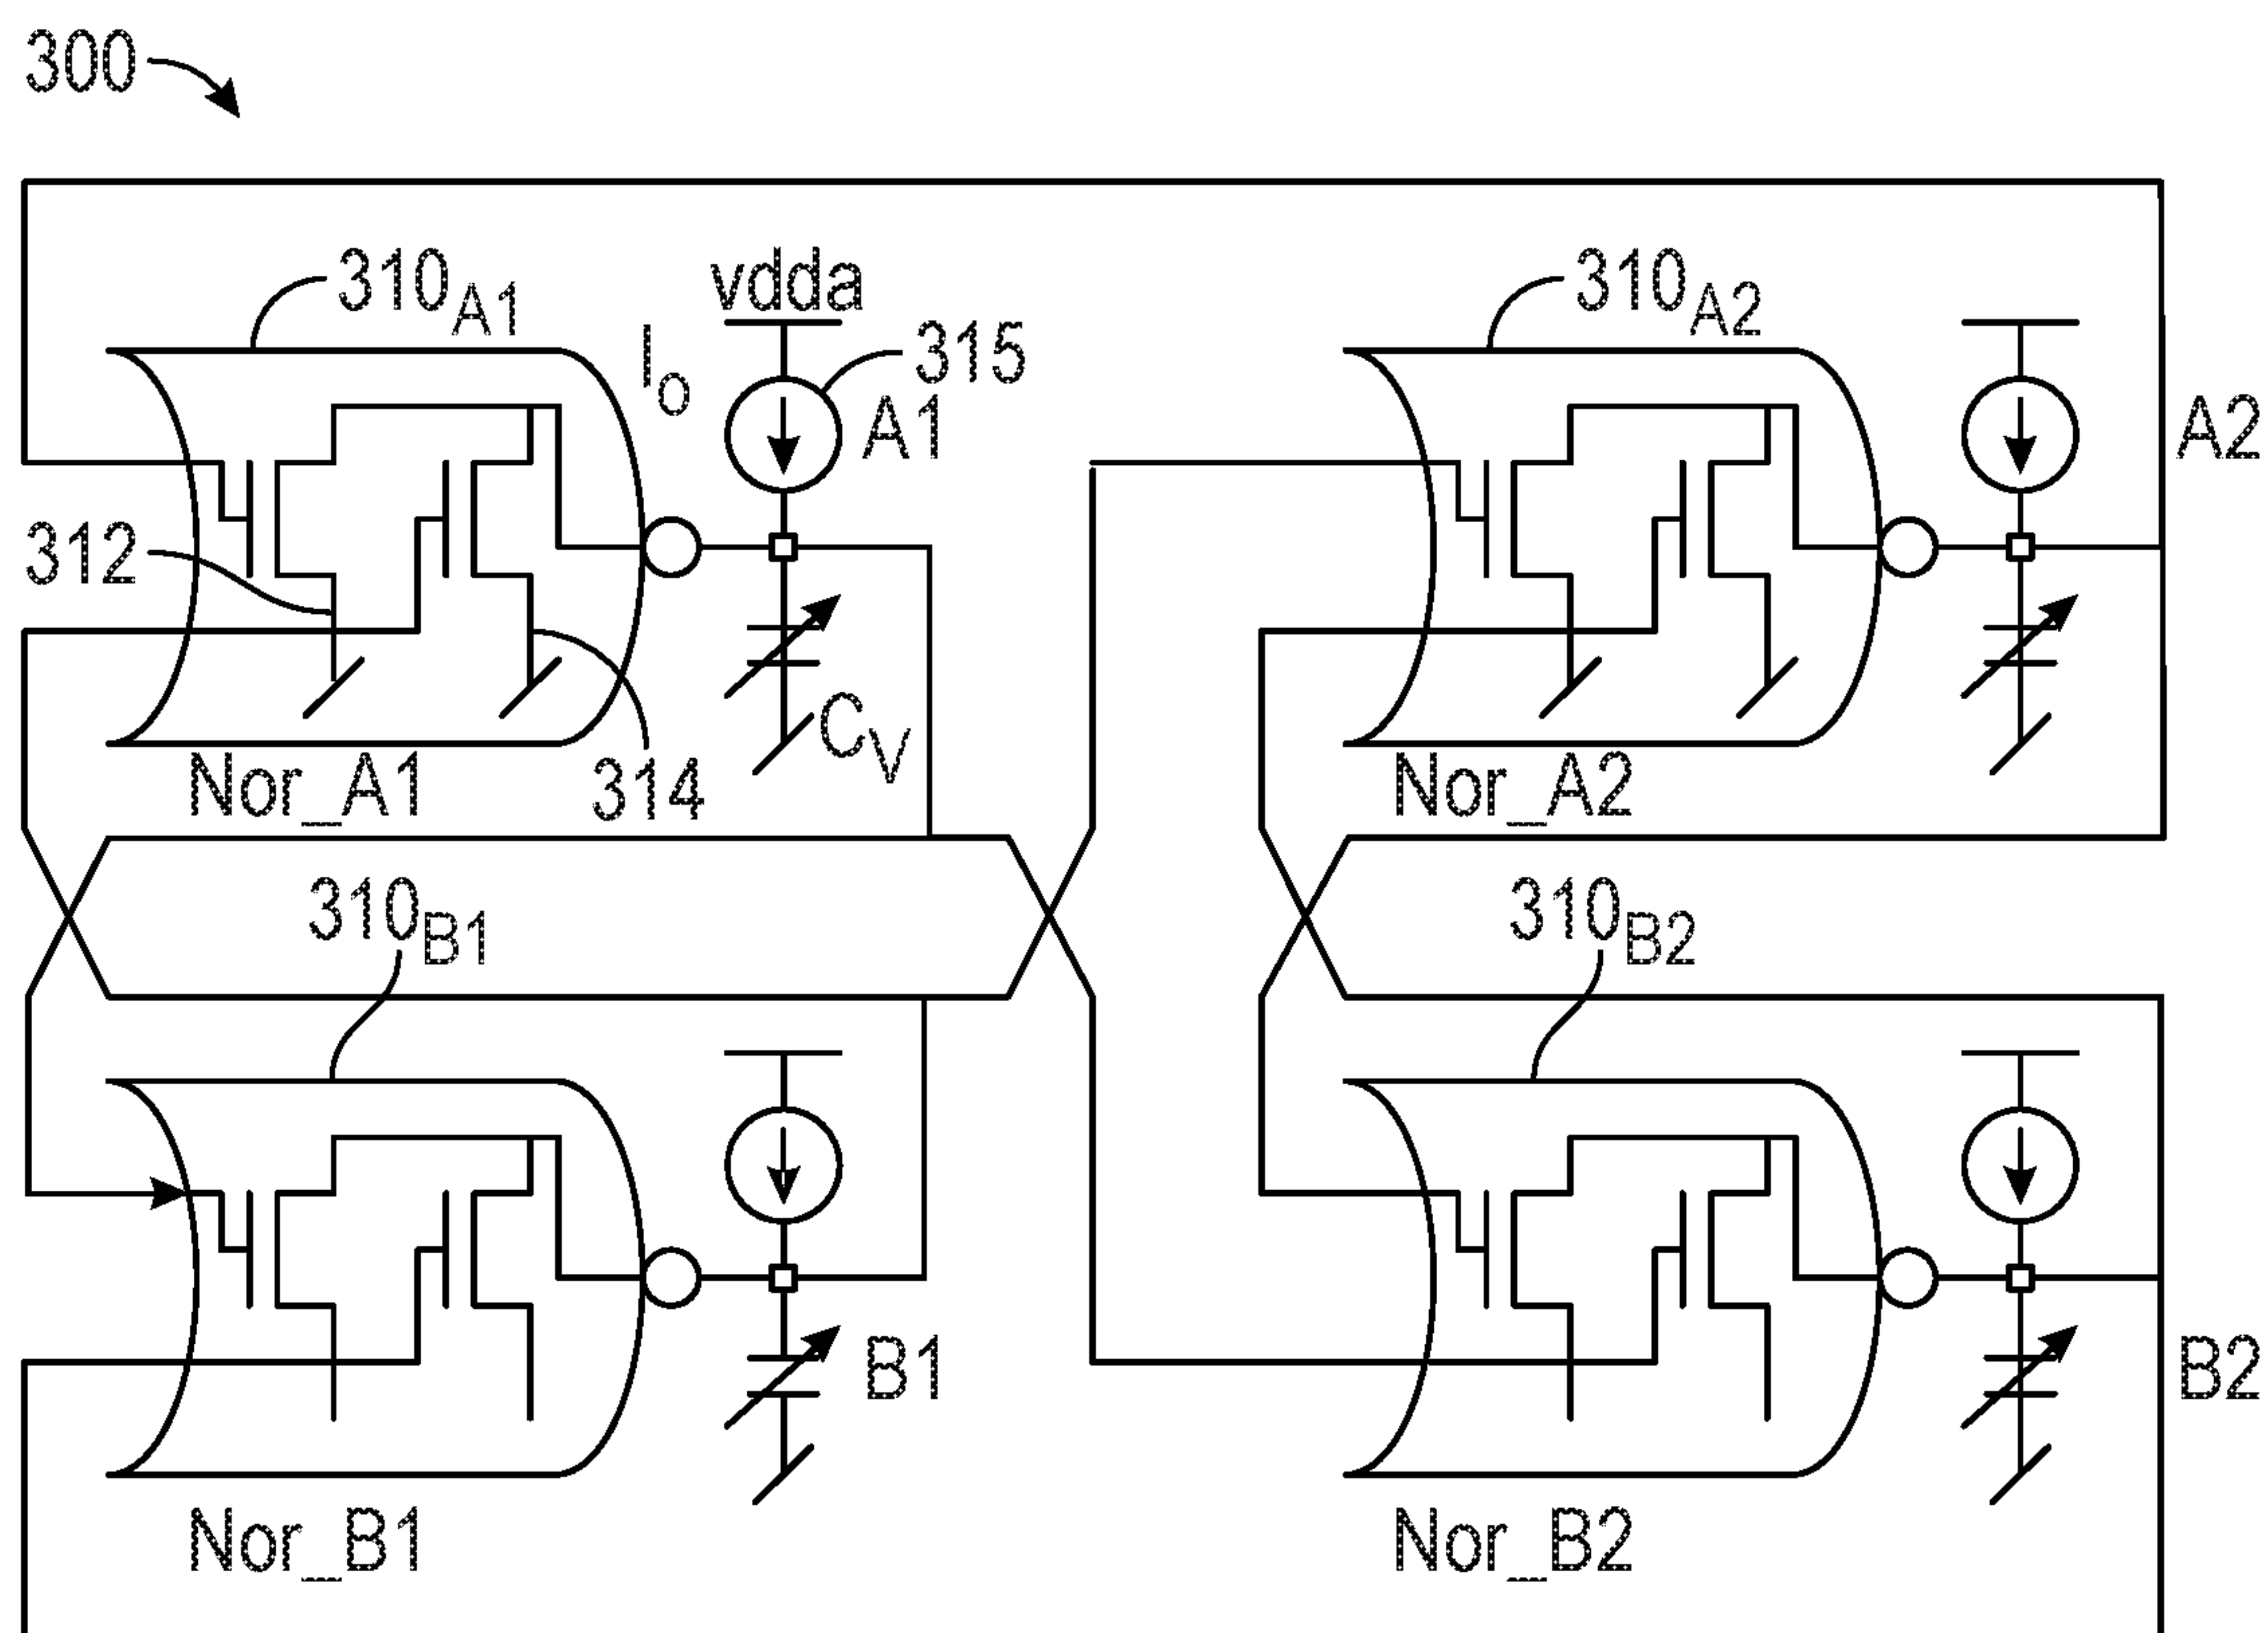 300
310A1
vdda
Io
315
A1
310A2
A2
312
CV
314
Nor_A1
Nor_A2
310B1
310B2
B1
B2
Nor_B1
Nor_B2